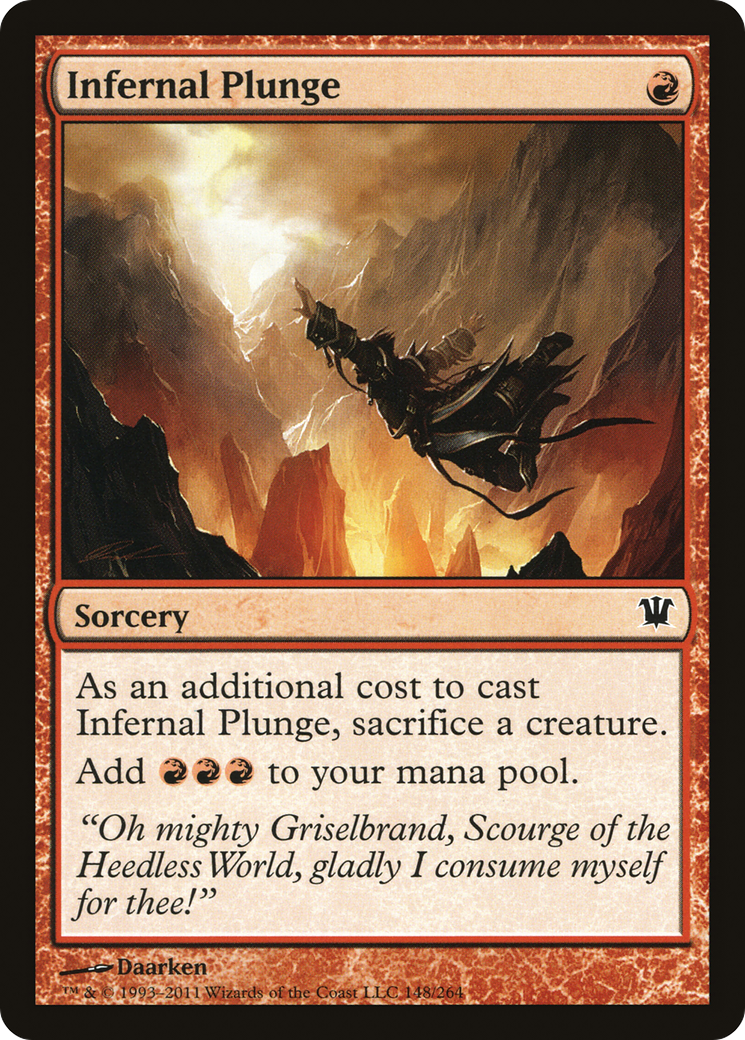 Infernal Plunge
Sorcery
As an additional cost to cast
Infernal Plunge, sacrifice a creature.
Add to your mana pool.
“Oh mighty Griselbrand, Scourge of the
Heedless World, gladly I consume myself
for thee!”
Daarken
™ & © 1993–2011 Wizards of the Coast LLC 148/264